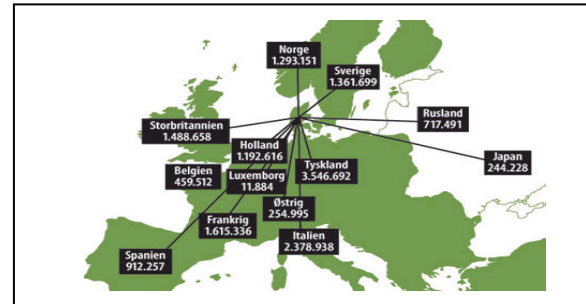 Norge
1.293.151
Sverige
1.361.699
Rusland
717.491
Storbritannien
1.488.658
Holland
1.192.616
Japan
244.228
Belgien
459.512
Luxemborg
11.884
Tyskland
3.546.692
Østrig
254.995
Frankrig
1.615.336
Italien
2.378.938
Spanien
912.257